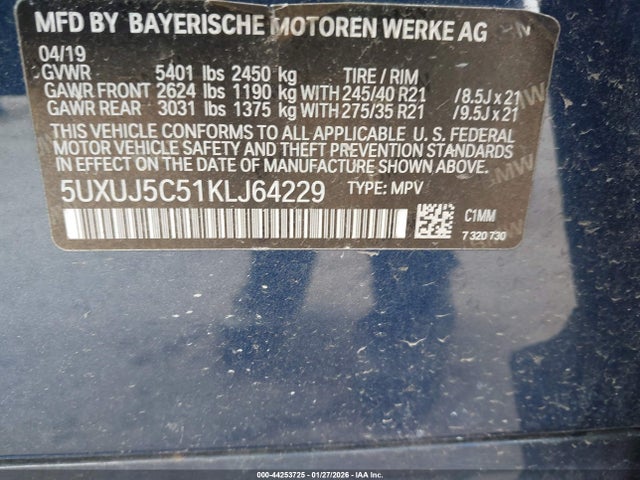 MFD BY BAYERISCHE MOTOREN WERKE AG
04/19
GVWR 5401 lbs 2450 kg TIRE / RIM
GAWR FRONT 2624 lbs 1190 kg WITH 245/40 R21 /8.5J x 21
GAWR REAR 3031 lbs 1375 kg WITH 275/35 R21 /9.5J x 21
THIS VEHICLE CONFORMS TO ALL APPLICABLE U. S. FEDERAL
MOTOR VEHICLE SAFETY AND THEFT PREVENTION STANDARDS
IN EFFECT ON THE DATE OF MANUFACTURE SHOWN ABOVE.
5UXUJ5C51KLJ64229 TYPE: MPV
C1MM
7 320 730
000-44253725 - 01/27/2026 - IAAI.COM